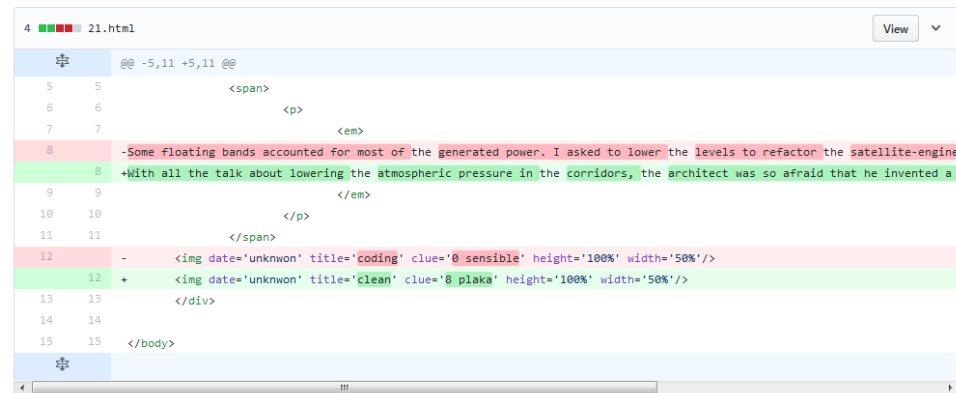 4 21.html View
@@ -5,11 +5,11 @@
5 5 <span>
6 6 <p>
7 7 <em>
8 -Some floating bands accounted for most of the generated power. I asked to lower the levels to refactor the satellite-engine
8 +With all the talk about lowering the atmospheric pressure in the corridors, the architect was so afraid that he invented a
9 9 </em>
10 10 </p>
11 11 </span>
12 - <img date='unknwon' title='coding' clue='0 sensible' height='100%' width='50%'/>
12 + <img date='unknwon' title='clean' clue='8 plaka' height='100%' width='50%'/>
13 13 </div>
14 14
15 15 </body>